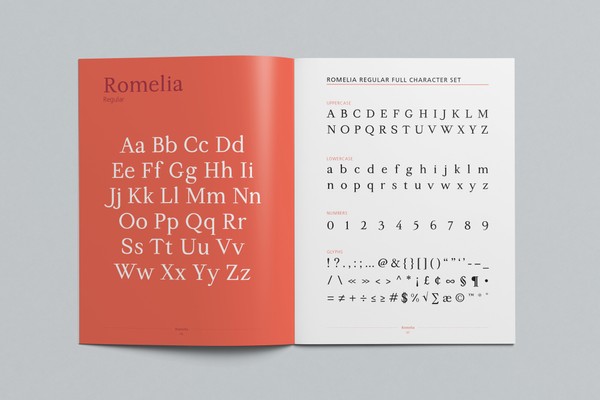 Romelia
Regular
Aa Bb Cc Dd
Ee Ff Gg Hh Ii
Jj Kk Ll Mm Nn
Oo Pp Qq Rr
Ss Tt Uu Vv
Ww Xx Yy Zz
ROMELIA REGULAR FULL CHARACTER SET
UPPERCASE
A B C D E F G H I J K L M
N O P Q R S T U V W X Y Z
LOWERCASE
a b c d e f g h i j k l m
n o p q r s t u v w x y z
NUMBERS
0 1 2 3 4 5 6 7 8 9
GLYPHS
! ? . , : ; … @ & { } [ ] ( ) “ ” ‘ ’ - – _
/ \ « » < > ^ * ¡ £ ¢ ∞ § ¶ •
= ≠ + ÷ ≤ ≥ # $ % √ ∑ æ © ™ º ˚